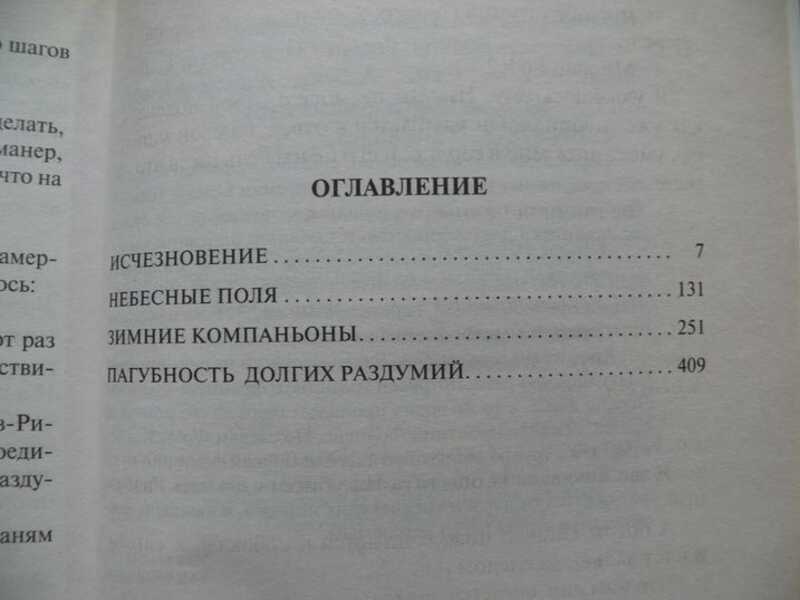 о шагов
делать,
манер,
что на
амер-
ось:
от раз
стви-
в-Ри-
реди-
азду-
аням
ОГЛАВЛЕНИЕ
ИСЧЕЗНОВЕНИЕ 7
НЕБЕСНЫЕ ПОЛЯ 131
ЗИМНИЕ КОМПАНЬОНЫ 251
ПАГУБНОСТЬ ДОЛГИХ РАЗДУМИЙ 409